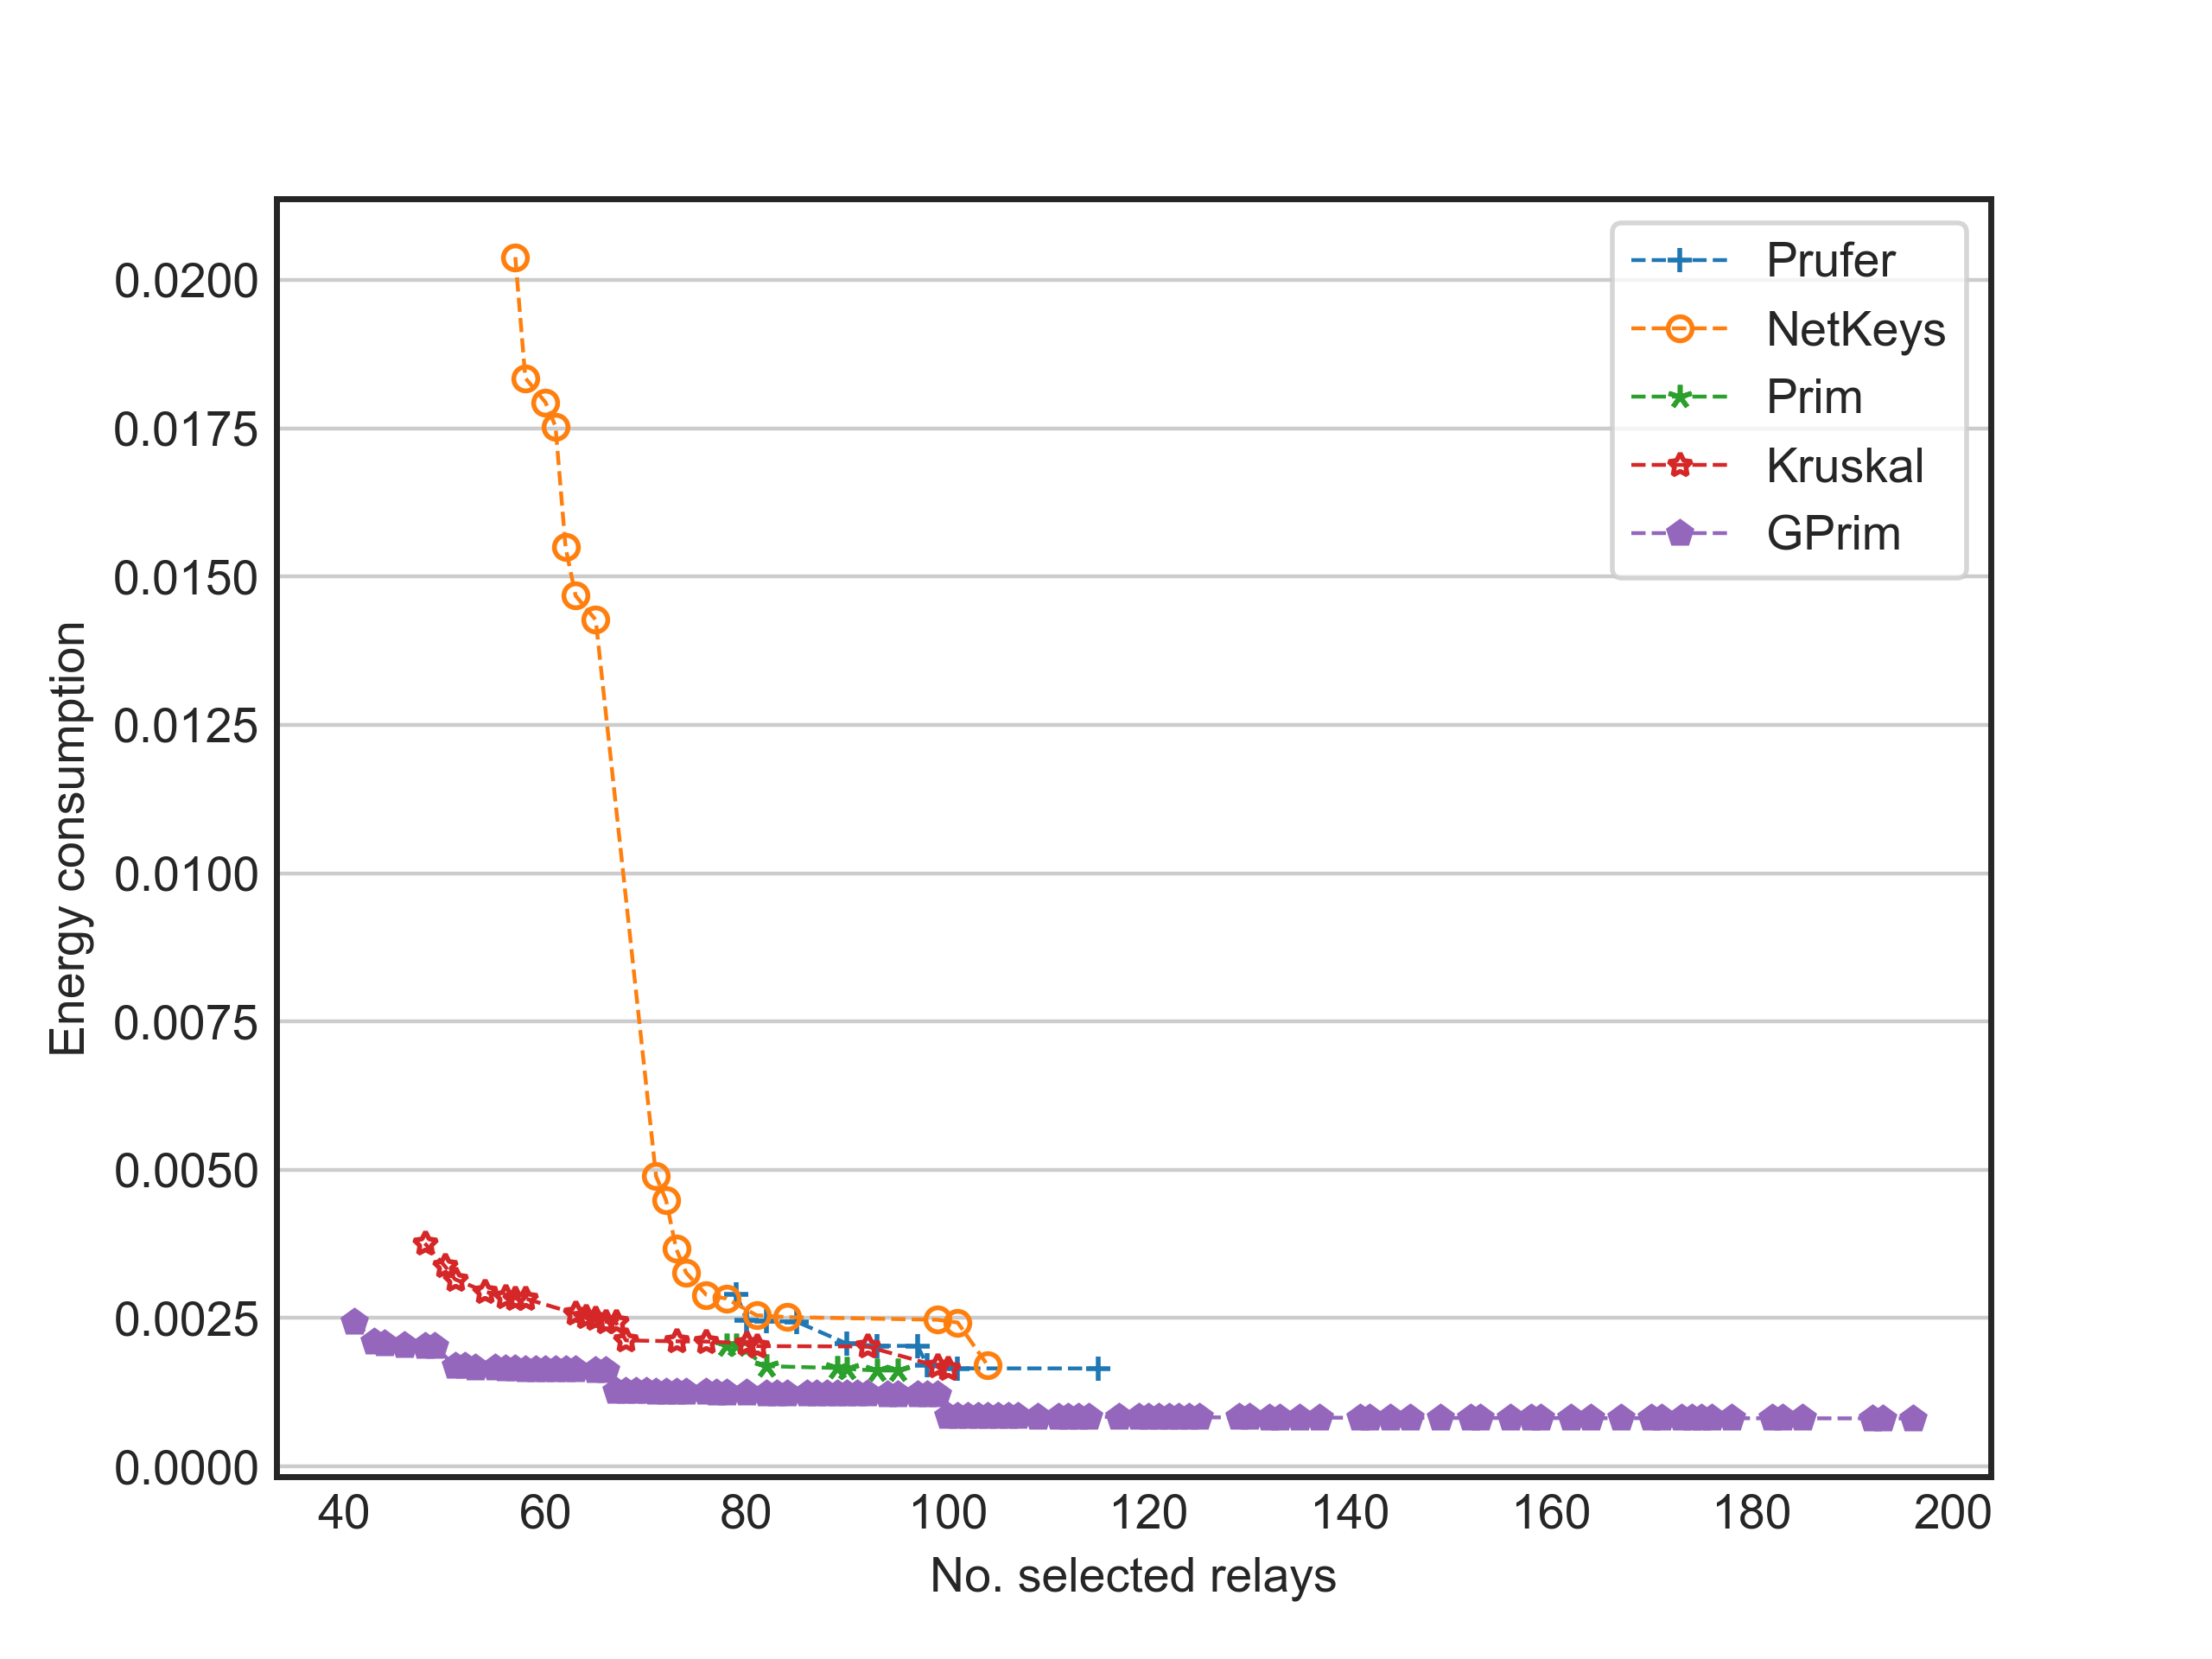 Prufer
NetKeys
Prim
Kruskal
GPrim
0.0200
0.0175
0.0150
0.0125
0.0100
0.0075
0.0050
0.0025
0.0000
Energy consumption
40 60 80 100 120 140 160 180 200
No. selected relays